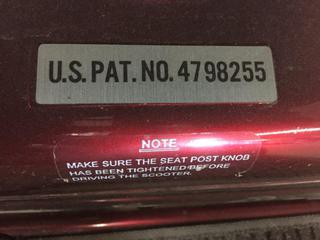 U.S. PAT. NO. 4798255
NOTE
MAKE SURE THE SEAT POST KNOB
HAS BEEN TIGHTENED BEFORE
DRIVING THE SCOOTER.